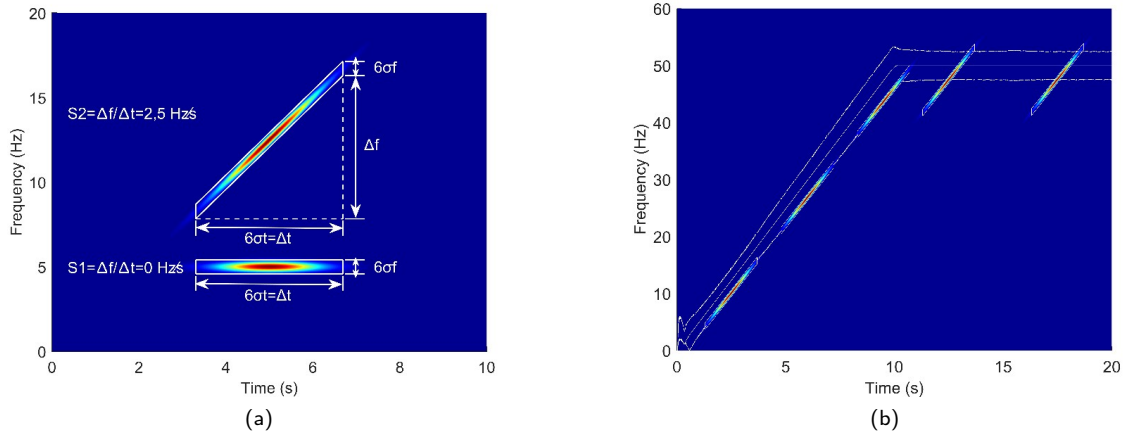 20
15
10
5
0
Frequency (Hz)
S2=Δf/Δt=2,5 Hz/s
6σf
Δf
6σt=Δt
S1=Δf/Δt=0 Hz/s
6σf
6σt=Δt
0 2 4 6 8 10
Time (s)
(a)
60
50
40
30
20
10
0
Frequency (Hz)
0 5 10 15 20
Time (s)
(b)